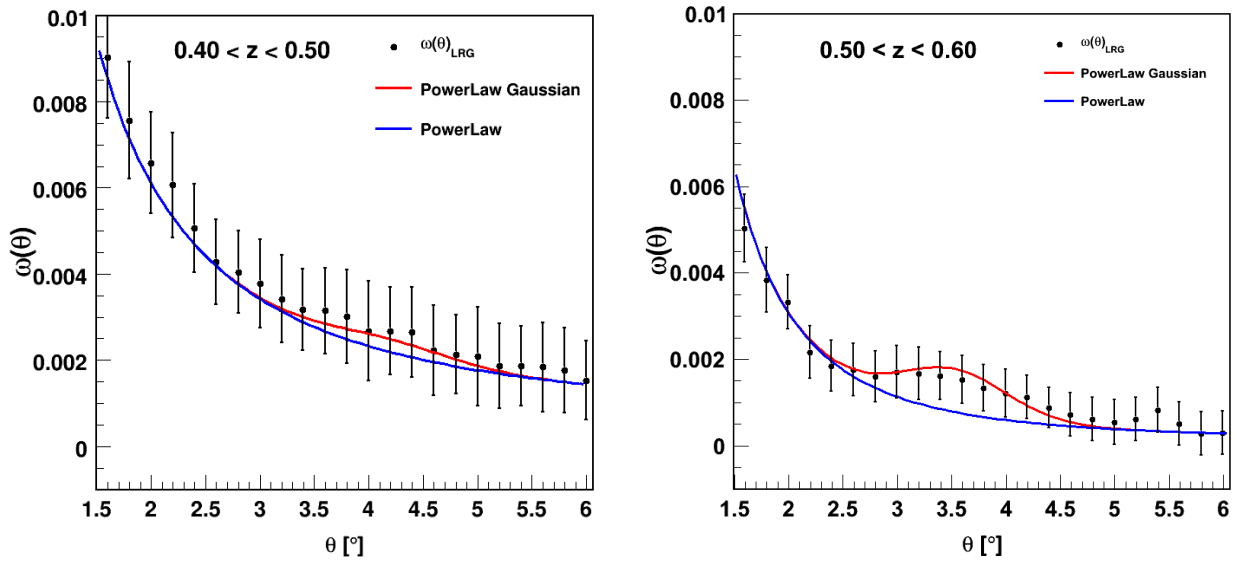 0.01
0.40 < z < 0.50
ω(θ)LRG
PowerLaw Gaussian
PowerLaw
0.008
0.006
0.004
0.002
0
ω(θ)
1.5 2 2.5 3 3.5 4 4.5 5 5.5 6
θ [°]
0.01
0.50 < z < 0.60
ω(θ)LRG
PowerLaw Gaussian
PowerLaw
0.008
0.006
0.004
0.002
0
ω(θ)
1.5 2 2.5 3 3.5 4 4.5 5 5.5 6
θ [°]